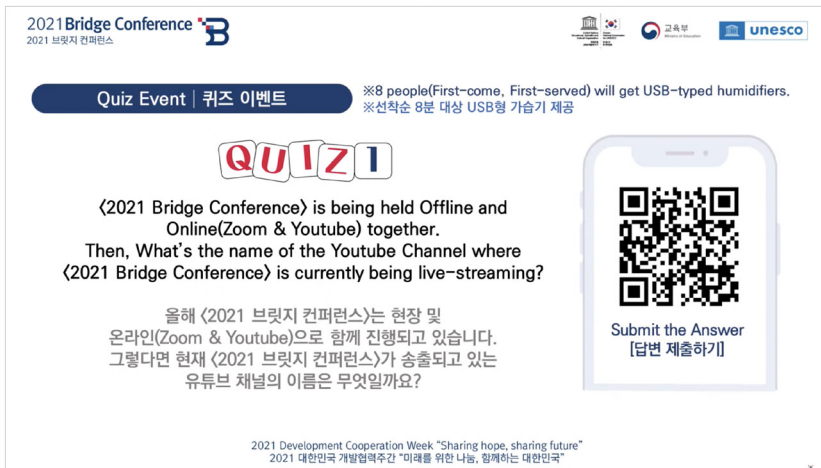 2021 Bridge Conference
2021 브릿지 컨퍼런스
교육부
Ministry of Education
unesco
Quiz Event | 퀴즈 이벤트
※8 people(First-come, First-served) will get USB-typed humidifiers.
※선착순 8분 대상 USB형 가습기 제공
QUIZ 1
<2021 Bridge Conference> is being held Offline and
Online(Zoom & Youtube) together.
Then, What's the name of the Youtube Channel where
<2021 Bridge Conference> is currently being live-streaming?
올해 <2021 브릿지 컨퍼런스>는 현장 및
온라인(Zoom & Youtube)으로 함께 진행되고 있습니다.
그렇다면 현재 <2021 브릿지 컨퍼런스>가 송출되고 있는
유튜브 채널의 이름은 무엇일까요?
Submit the Answer
[답변 제출하기]
2021 Development Cooperation Week "Sharing hope, sharing future"
2021 대한민국 개발협력주간 "미래를 위한 나눔, 함께하는 대한민국"